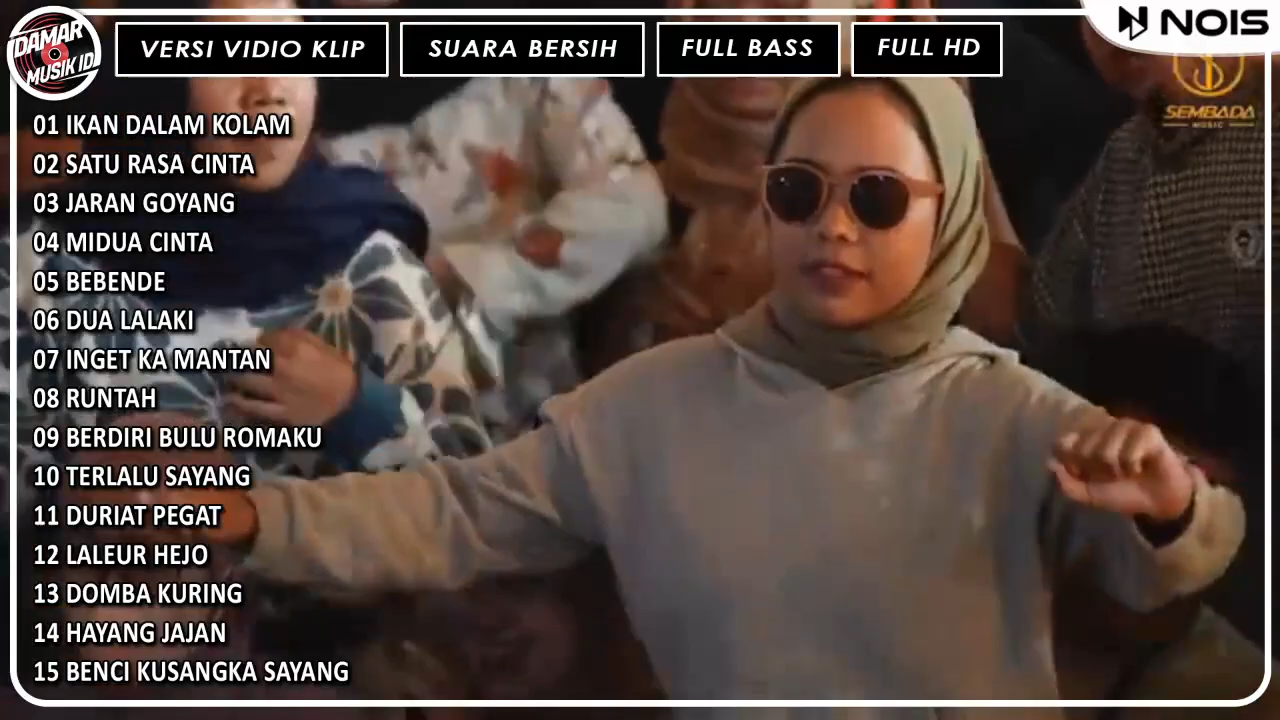 DAMAR
MUSIK ID
VERSI VIDIO KLIP
SUARA BERSIH
FULL BASS
FULL HD
NOIS
SEMBADA
MUSIC
01 IKAN DALAM KOLAM
02 SATU RASA CINTA
03 JARAN GOYANG
04 MIDUA CINTA
05 BEBENDE
06 DUA LALAKI
07 INGET KA MANTAN
08 RUNTAH
09 BERDIRI BULU ROMAKU
10 TERLALU SAYANG
11 DURIAT PEGAT
12 LALEUR HEJO
13 DOMBA KURING
14 HAYANG JAJAN
15 BENCI KUSANGKA SAYANG